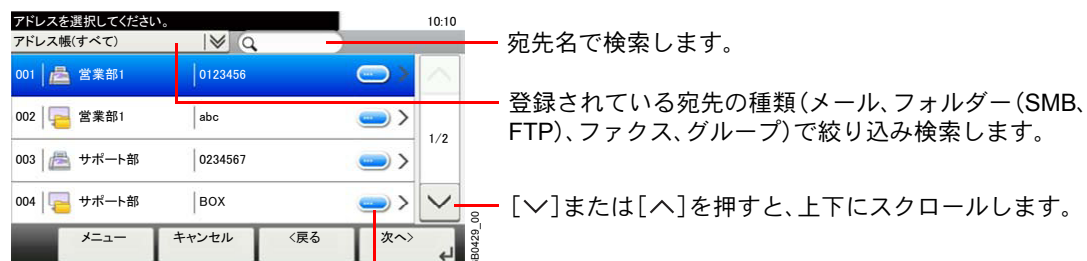 アドレスを選択してください。
10:10
アドレス帳(すべて)
001 営業部1 0123456
002 営業部1 abc
003 サポート部 0234567
004 サポート部 BOX
1/2
メニュー キャンセル <戻る 次へ>
宛先名で検索します。
登録されている宛先の種類(メール、フォルダー(SMB、
FTP)、ファクス、グループ)で絞り込み検索します。
[∨]または[∧]を押すと、上下にスクロールします。
B0429_00